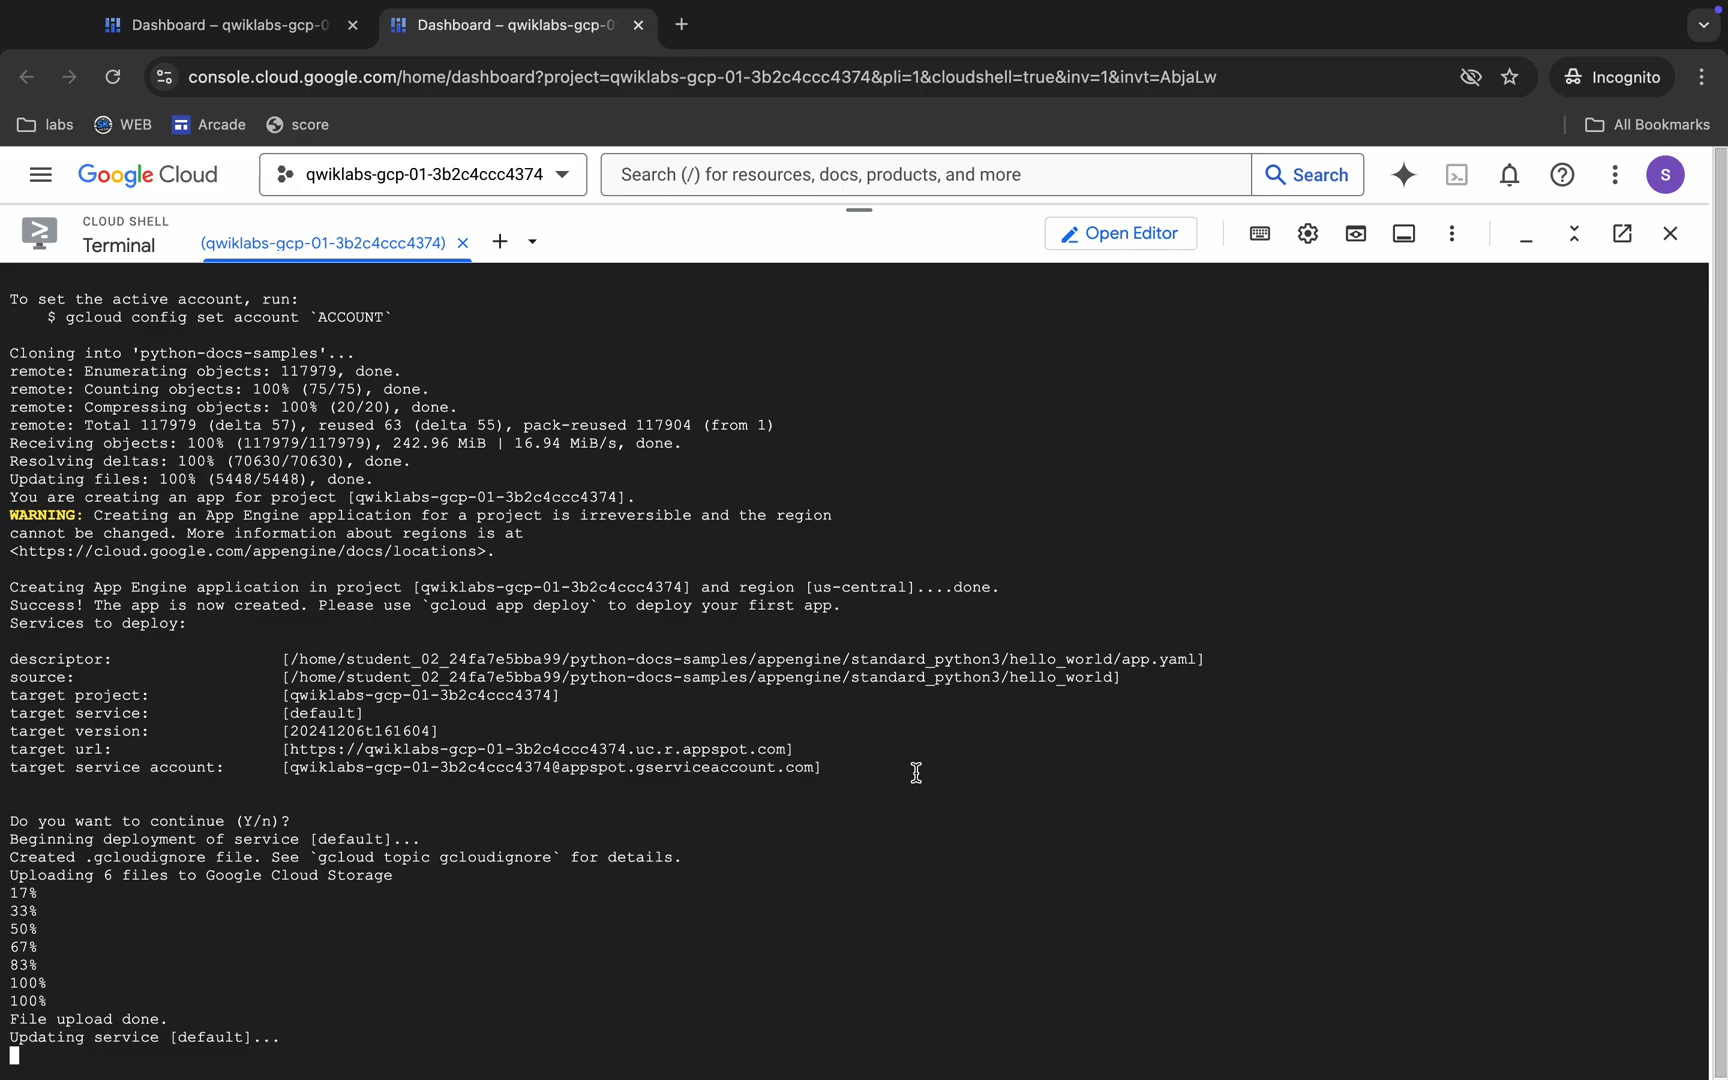 Dashboard – qwiklabs-gcp-0
Dashboard – qwiklabs-gcp-0
console.cloud.google.com/home/dashboard?project=qwiklabs-gcp-01-3b2c4ccc4374&pli=1&cloudshell=true&inv=1&invt=AbjaLw
Incognito
labs
WEB
Arcade
score
All Bookmarks
Google Cloud
qwiklabs-gcp-01-3b2c4ccc4374
Search (/) for resources, docs, products, and more
Search
S
CLOUD SHELL
Terminal
(qwiklabs-gcp-01-3b2c4ccc4374)
Open Editor
To set the active account, run:
$ gcloud config set account `ACCOUNT`
Cloning into 'python-docs-samples'...
remote: Enumerating objects: 117979, done.
remote: Counting objects: 100% (75/75), done.
remote: Compressing objects: 100% (20/20), done.
remote: Total 117979 (delta 57), reused 63 (delta 55), pack-reused 117904 (from 1)
Receiving objects: 100% (117979/117979), 242.96 MiB | 16.94 MiB/s, done.
Resolving deltas: 100% (70630/70630), done.
Updating files: 100% (5448/5448), done.
You are creating an app for project [qwiklabs-gcp-01-3b2c4ccc4374].
WARNING: Creating an App Engine application for a project is irreversible and the region
cannot be changed. More information about regions is at
<https://cloud.google.com/appengine/docs/locations>.
Creating App Engine application in project [qwiklabs-gcp-01-3b2c4ccc4374] and region [us-central]....done.
Success! The app is now created. Please use `gcloud app deploy` to deploy your first app.
Services to deploy:
descriptor: [/home/student_02_24fa7e5bba99/python-docs-samples/appengine/standard_python3/hello_world/app.yaml]
source: [/home/student_02_24fa7e5bba99/python-docs-samples/appengine/standard_python3/hello_world]
target project: [qwiklabs-gcp-01-3b2c4ccc4374]
target service: [default]
target version: [20241206t161604]
target url: [https://qwiklabs-gcp-01-3b2c4ccc4374.uc.r.appspot.com]
target service account: [qwiklabs-gcp-01-3b2c4ccc4374@appspot.gserviceaccount.com]
Do you want to continue (Y/n)?
Beginning deployment of service [default]...
Created .gcloudignore file. See `gcloud topic gcloudignore` for details.
Uploading 6 files to Google Cloud Storage
17%
33%
50%
67%
83%
100%
100%
File upload done.
Updating service [default]...